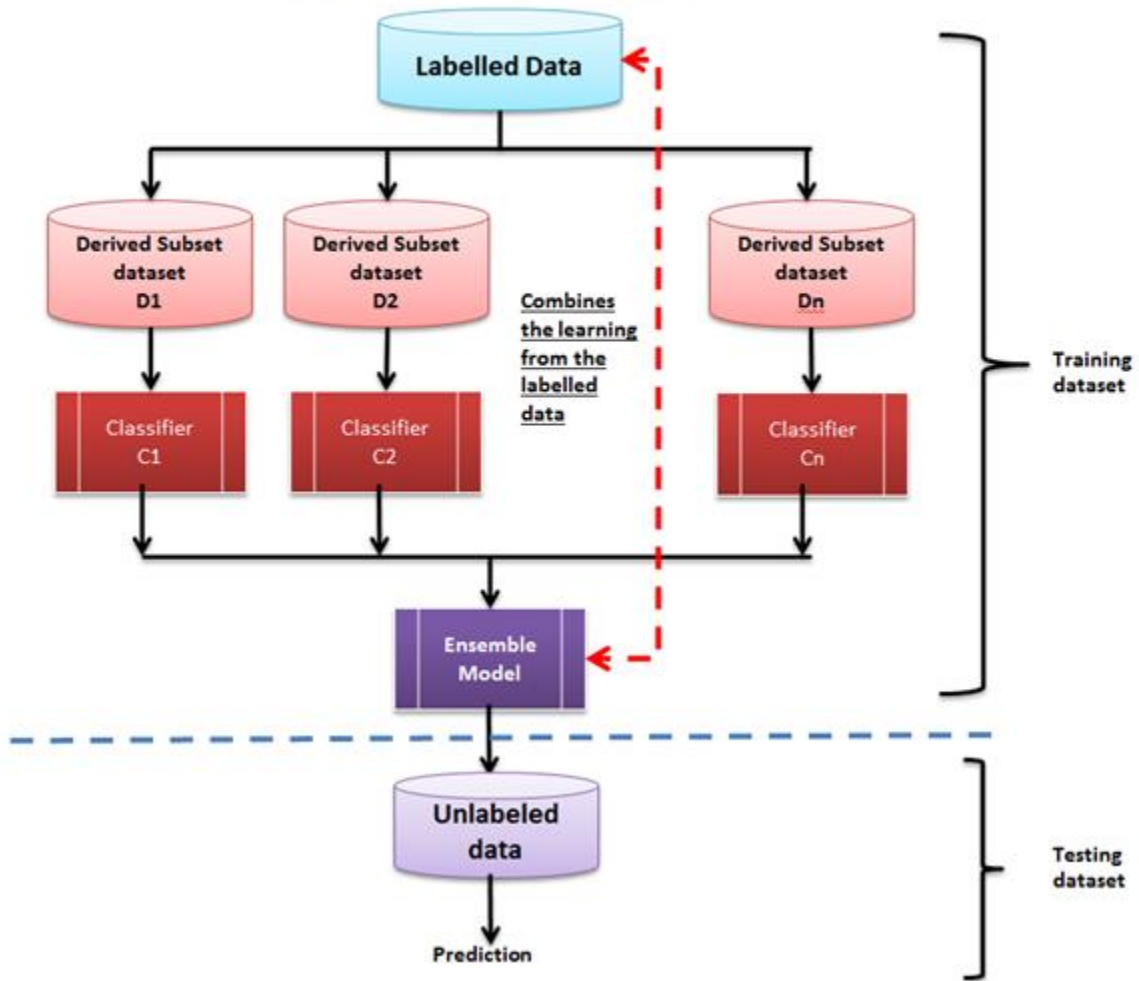 Labelled Data
Derived Subset
dataset
D1
Derived Subset
dataset
D2
Derived Subset
dataset
Dn
Combines
the learning
from the
labelled
data
Classifier
C1
Classifier
C2
Classifier
Cn
Training
dataset
Ensemble
Model
Unlabeled
data
Testing
dataset
Prediction